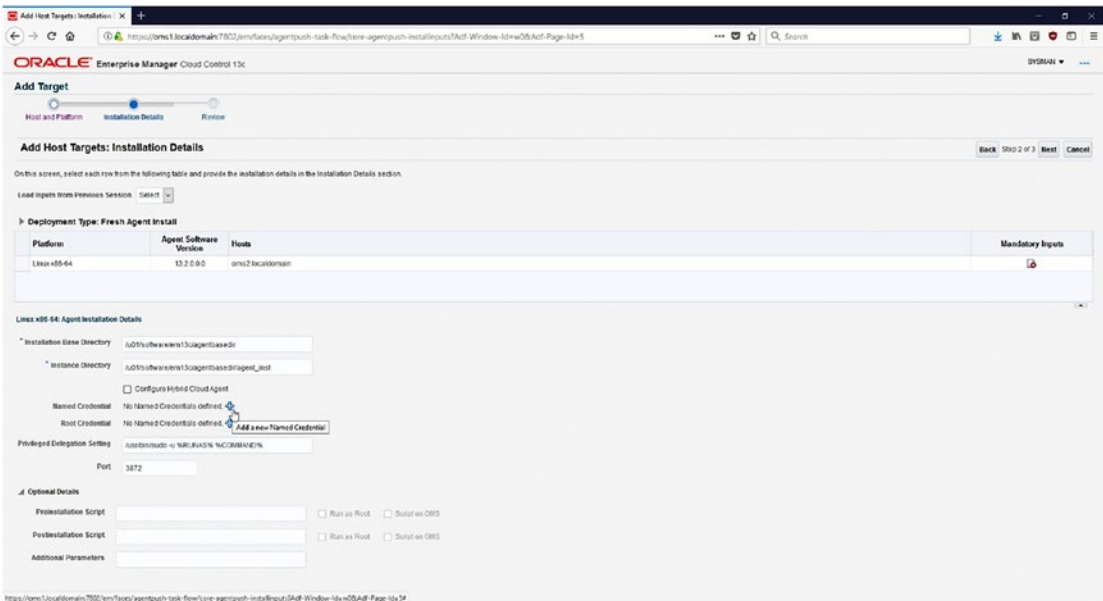 Add Host Targets: Installation
https://oms1.localdomain:7802/em/faces/agentpush-task-flow/core-agentpush-installinputs?Adf-Window-Id=w0&Adf-Page-Id=5
Search
ORACLE Enterprise Manager Cloud Control 13c
SYSMAN
Add Target
Host and Platform Installation Details Review
Add Host Targets: Installation Details
Back Step 2 of 3 Next Cancel
On this screen, select each row from the following table and provide the installation details in the Installation Details section.
Load Inputs from Previous Session Select
Deployment Type: Fresh Agent Install
Platform Agent Software Version Hosts Mandatory Inputs
Linux x86-64 13.2.0.0.0 oms2.localdomain
Linux x86-64: Agent Installation Details
* Installation Base Directory /u01/software/em13c/agentbasedir
* Instance Directory /u01/software/em13c/agentbasedir/agent_inst
Configure Hybrid Cloud Agent
Named Credential No Named Credentials defined.
Root Credential No Named Credentials defined.
Add a new Named Credential
Privileged Delegation Setting /usr/bin/sudo -u %RUNAS% %COMMAND%
Port 3872
Optional Details
Preinstallation Script Run as Root Script on OMS
Postinstallation Script Run as Root Script on OMS
Additional Parameters
https://oms1.localdomain:7802/em/faces/agentpush-task-flow/core-agentpush-installinputs?Adf-Window-Id=w0&Adf-Page-Id=5#